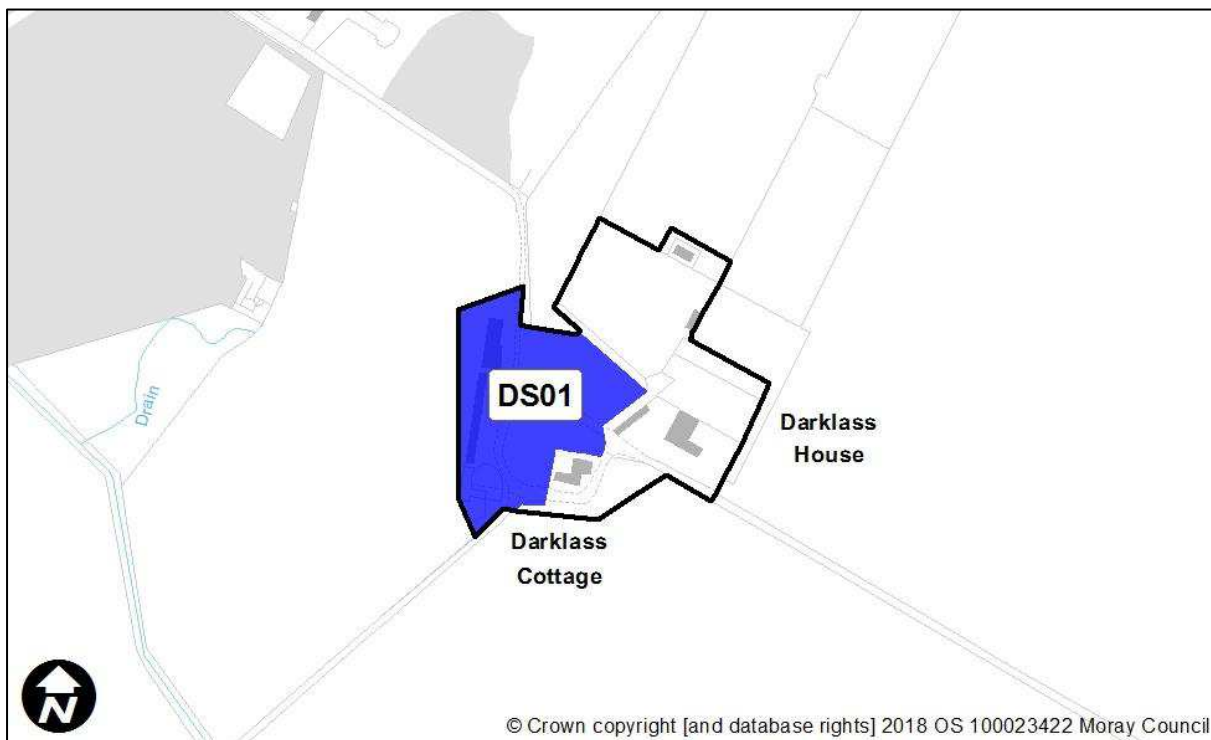 DS01
Darklass
House
Drain
Darklass
Cottage
N
© Crown copyright [and database rights] 2018 OS 100023422 Moray Council